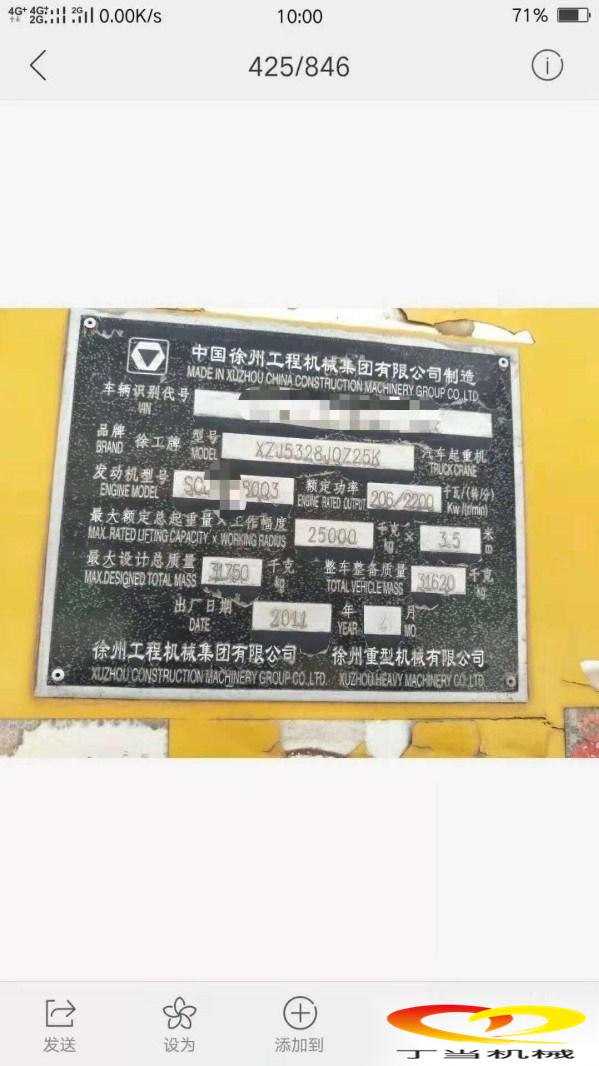 4G+ 4G+ 2G 2G 0.00K/s 10:00 71%
425/846
中国徐州工程机械集团有限公司制造
MADE IN XUZHOU CHINA CONSTRUCTION MACHINERY GROUP CO.,LTD.
车辆识别代号
VIN
品牌 徐工牌 型号 XZJ5328JQZ25K 汽车起重机
BRAND MODEL TRUCK CRANE
发动机型号 额定功率 206/2200 千瓦/(转/分)
ENGINE MODEL ENGINE RATED OUTPUT Kw/(r/min)
最大额定总起重量×工作幅度 25000 千克 × 3.5 米
MAX. RATED LIFTING CAPACITY × WORKING RADIUS kg m
最大设计总质量 31750 千克 整车整备质量 31620 千克
MAX.DESIGNED TOTAL MASS kg TOTAL VEHICLE MASS kg
出厂日期 2011 年 月
DATE YEAR MO.
徐州工程机械集团有限公司 徐州重型机械有限公司
XUZHOU CONSTRUCTION MACHINERY GROUP CO.,LTD. XUZHOU HEAVY MACHINERY CO.,LTD.
发送 设为 添加到
丁当机械